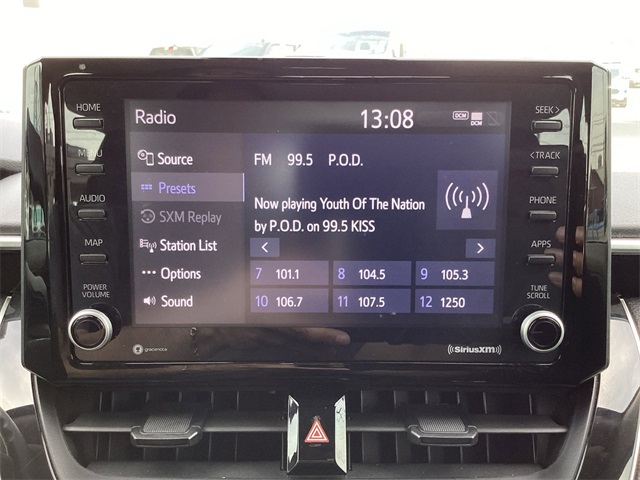 HOME
MENU
AUDIO
MAP
POWER
VOLUME
Radio
13:08
DCM
DCM
Source
Presets
SXM Replay
Station List
Options
Sound
FM 99.5 P.O.D.
Now playing Youth Of The Nation
by P.O.D. on 99.5 KISS
< >
7 101.1 8 104.5 9 105.3
10 106.7 11 107.5 12 1250
SEEK>
<TRACK
PHONE
APPS
TUNE
SCROLL
gracenote
SiriusXM